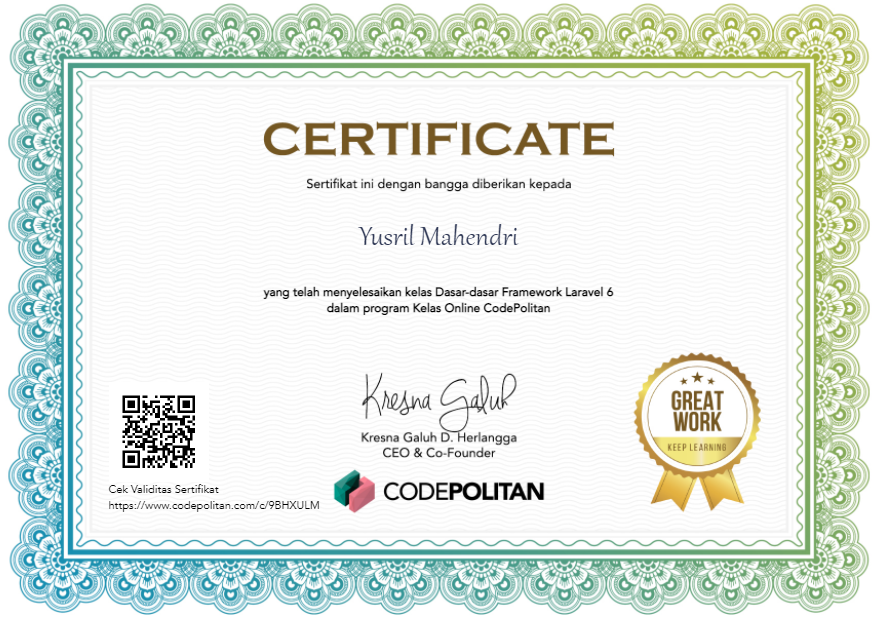 CERTIFICATE
Sertifikat ini dengan bangga diberikan kepada
Yusril Mahendri
yang telah menyelesaikan kelas Dasar-dasar Framework Laravel 6
dalam program Kelas Online CodePolitan
Kresna Galuh
Kresna Galuh D. Herlangga
CEO & Co-Founder
CODEPOLITAN
Cek Validitas Sertifikat
https://www.codepolitan.com/c/9BHXULM
GREAT
WORK
KEEP LEARNING